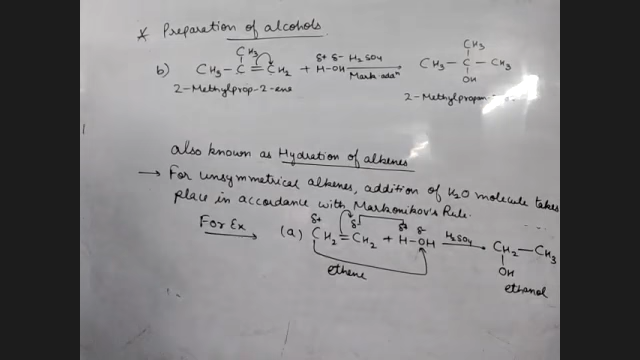 * Preparation of alcohols.
CH3
b) CH3 – C = CH2 + H–OH H2SO4 Mark. addn CH3 – C – CH3
δ+ δ-
CH3
OH
2-Methylprop-2-ene
2-Methylpropan
also known as Hydration of alkenes
→ For unsymmetrical alkenes, addition of H2O molecule takes
place in accordance with Markonikov's Rule.
For Ex → (a) CH2 = CH2 + H–OH H2SO4 → CH2 – CH3
δ+ δ- δ+ δ-
OH
ethene
ethanol